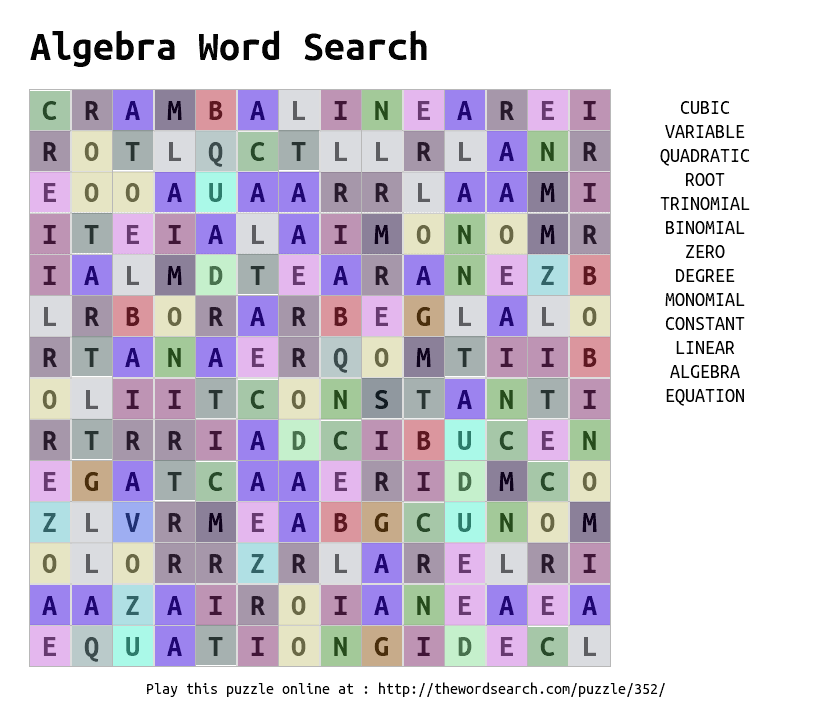 Algebra Word Search
C R A M B A L I N E A R E I
R O T L Q C T L L R L A N R
E O O A U A A R R L A A M I
I T E I A L A I M O N O M R
I A L M D T E A R A N E Z B
L R B O R A R B E G L A L O
R T A N A E R Q O M T I I B
O L I I T C O N S T A N T I
R T R R I A D C I B U C E N
E G A T C A A E R I D M C O
Z L V R M E A B G C U N O M
O L O R R Z R L A R E L R I
A A Z A I R O I A N E A E A
E Q U A T I O N G I D E C L
CUBIC
VARIABLE
QUADRATIC
ROOT
TRINOMIAL
BINOMIAL
ZERO
DEGREE
MONOMIAL
CONSTANT
LINEAR
ALGEBRA
EQUATION
Play this puzzle online at : http://thewordsearch.com/puzzle/352/